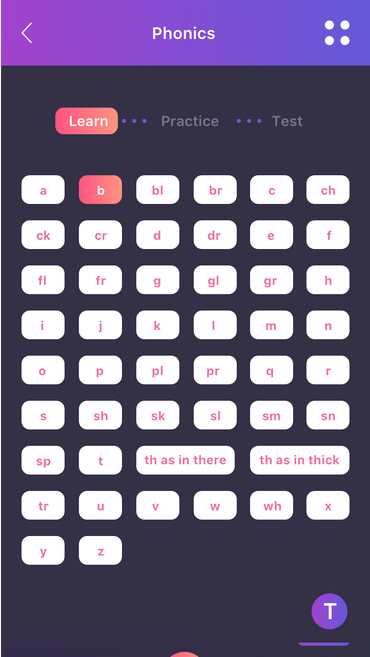 Phonics
Learn Practice Test
a b bl br c ch
ck cr d dr e f
fl fr g gl gr h
i j k l m n
o p pl pr q r
s sh sk sl sm sn
sp t th as in there th as in thick
tr u v w wh x
y z
T